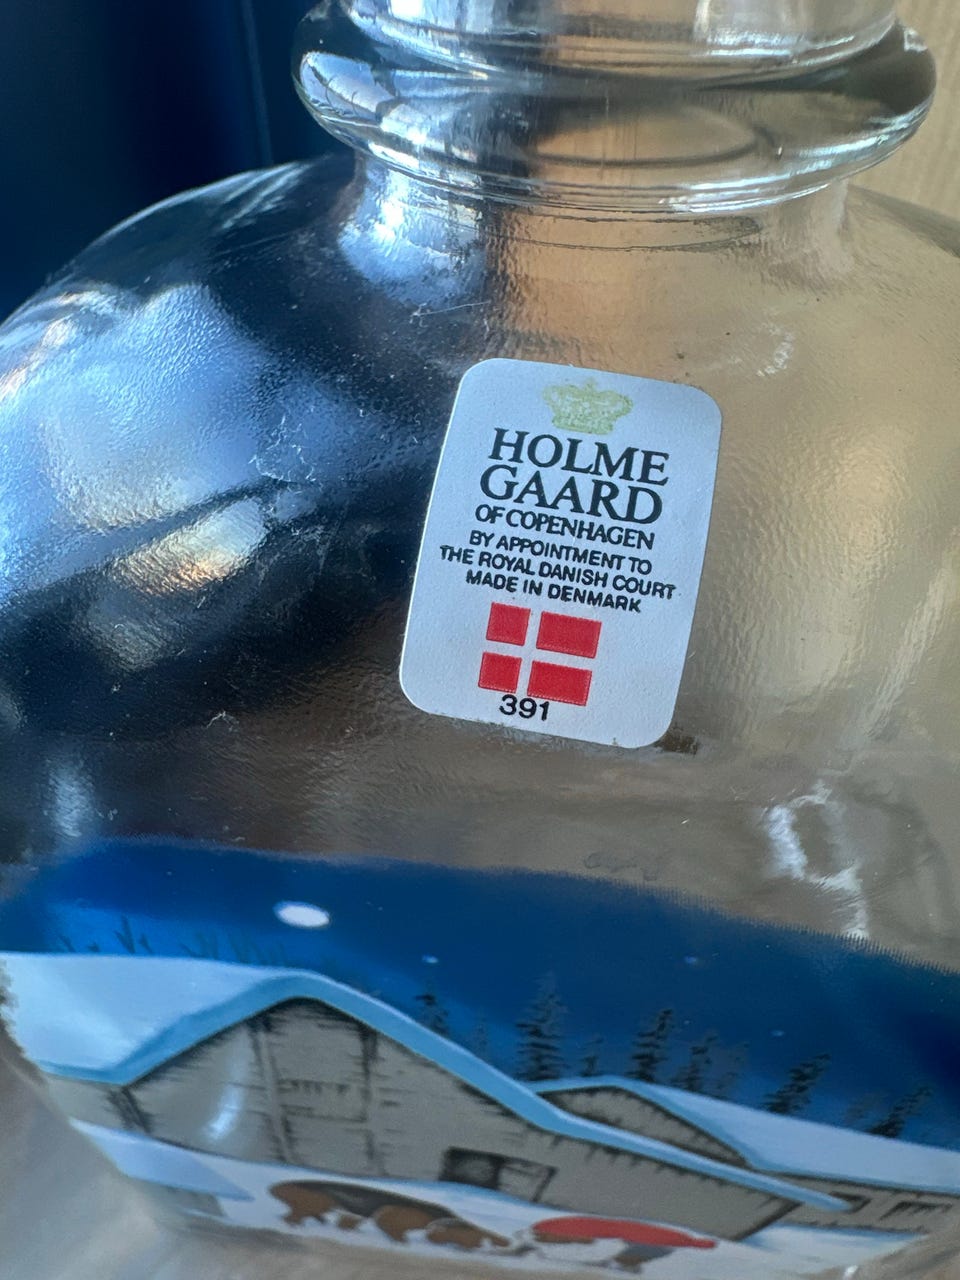 HOLME
GAARD
OF COPENHAGEN
BY APPOINTMENT TO
THE ROYAL DANISH COURT
MADE IN DENMARK
391